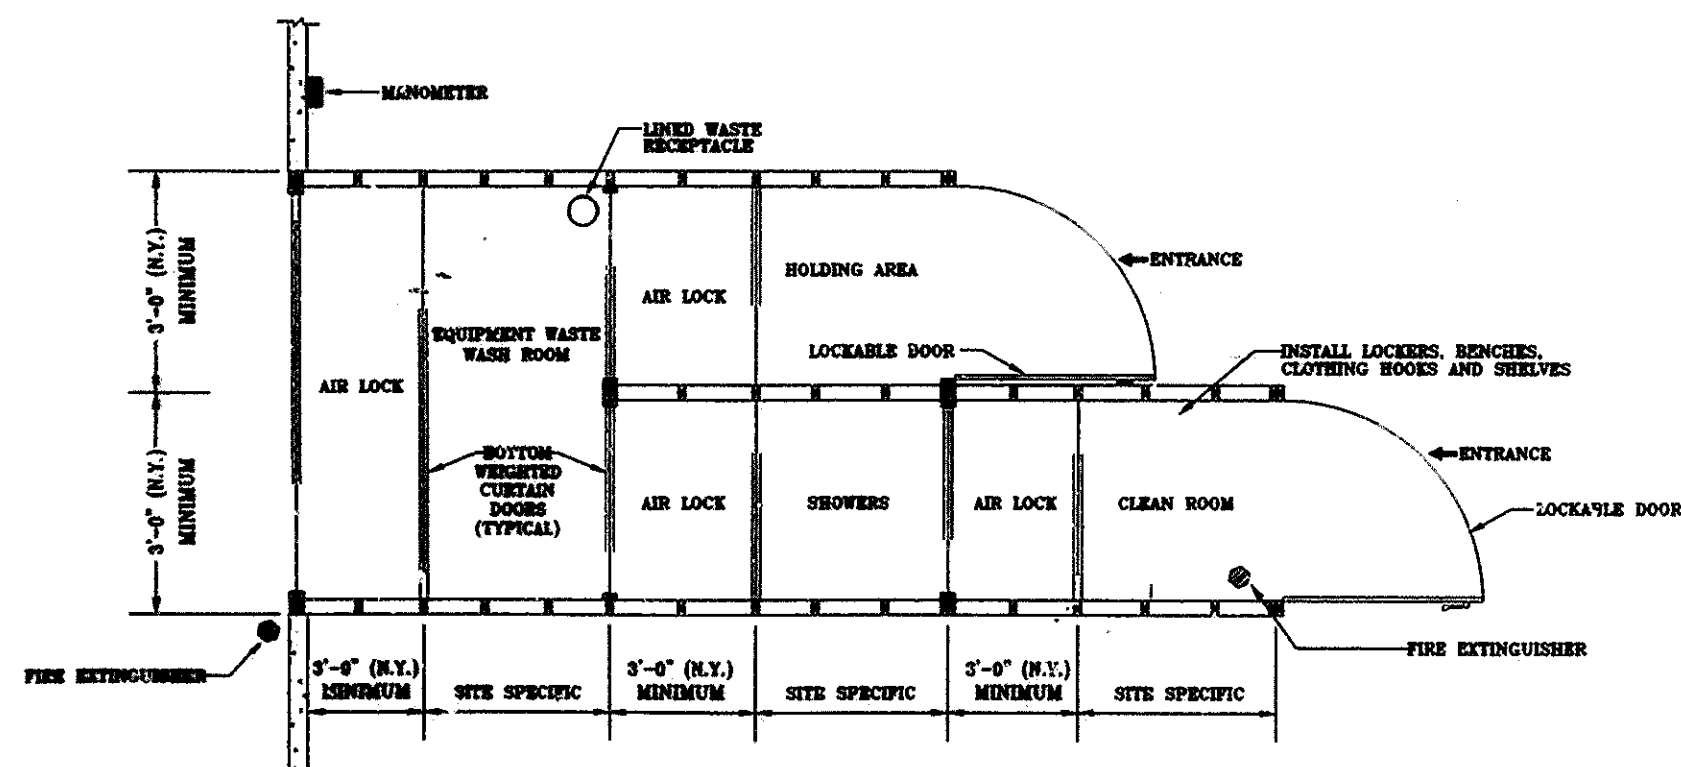 MANOMETER
LINED WASTE
RECEPTACLE
3'-0" (N.Y.)
MINIMUM
HOLDING AREA
ENTRANCE
AIR LOCK
EQUIPMENT WASTE
WASH ROOM
LOCKABLE DOOR
INSTALL LOCKERS, BENCHES,
CLOTHING HOOKS AND SHELVES
AIR LOCK
3'-0" (N.Y.)
MINIMUM
BOTTOM
WEIGHTED
CURTAIN
DOORS
(TYPICAL)
ENTRANCE
AIR LOCK
SHOWERS
AIR LOCK
CLEAN ROOM
LOCKABLE DOOR
FIRE EXTINGUISHER
FIRE EXTINGUISHER
3'-0" (N.Y.)
MINIMUM
SITE SPECIFIC
3'-0" (N.Y.)
MINIMUM
SITE SPECIFIC
3'-0" (N.Y.)
MINIMUM
SITE SPECIFIC